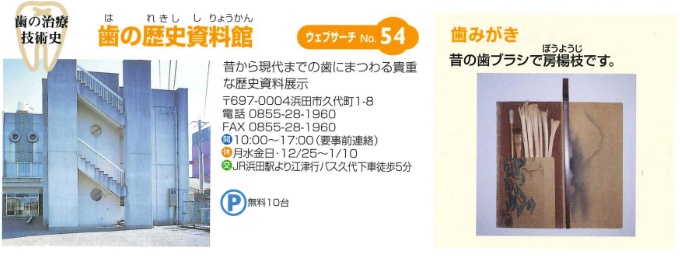 歯の治療
技術史
は れきし し りょうかん
歯の歴史資料館
ウェブサーチ No. 54
昔から現代までの歯にまつわる貴重
な歴史資料展示
〒697-0004浜田市久代町1-8
電話 0855-28-1960
FAX 0855-28-1960
開10:00～17:00（要事前連絡）
休月水金日・12/25～1/10
交JR浜田駅より江津行バス久代下車徒歩5分
P 無料10台
歯みがき
ぼうようじ
昔の歯ブラシで房楊枝です。